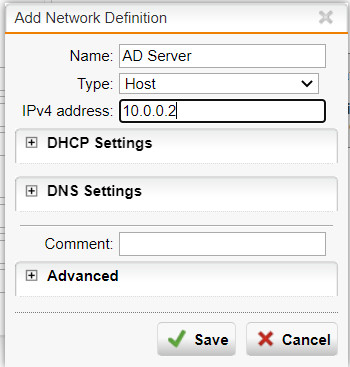 Add Network Definition
Name: AD Server
Type: Host
IPv4 address: 10.0.0.2
DHCP Settings
DNS Settings
Comment:
Advanced
Save Cancel